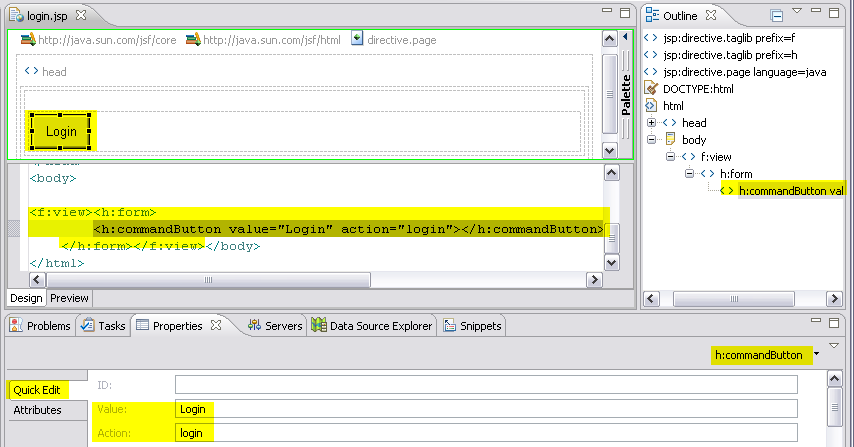 login.jsp
http://java.sun.com/jsf/core http://java.sun.com/jsf/html directive.page
head
Login
Palette
<body>
<f:view><h:form>
<h:commandButton value="Login" action="login"></h:commandButton>
</h:form></f:view></body>
</html>
Design Preview
Outline
jsp:directive.taglib prefix=f
jsp:directive.taglib prefix=h
jsp:directive.page language=java
DOCTYPE:html
html
head
body
f:view
h:form
h:commandButton val
Problems Tasks Properties Servers Data Source Explorer Snippets
h:commandButton
Quick Edit
Attributes
ID:
Value: Login
Action: login